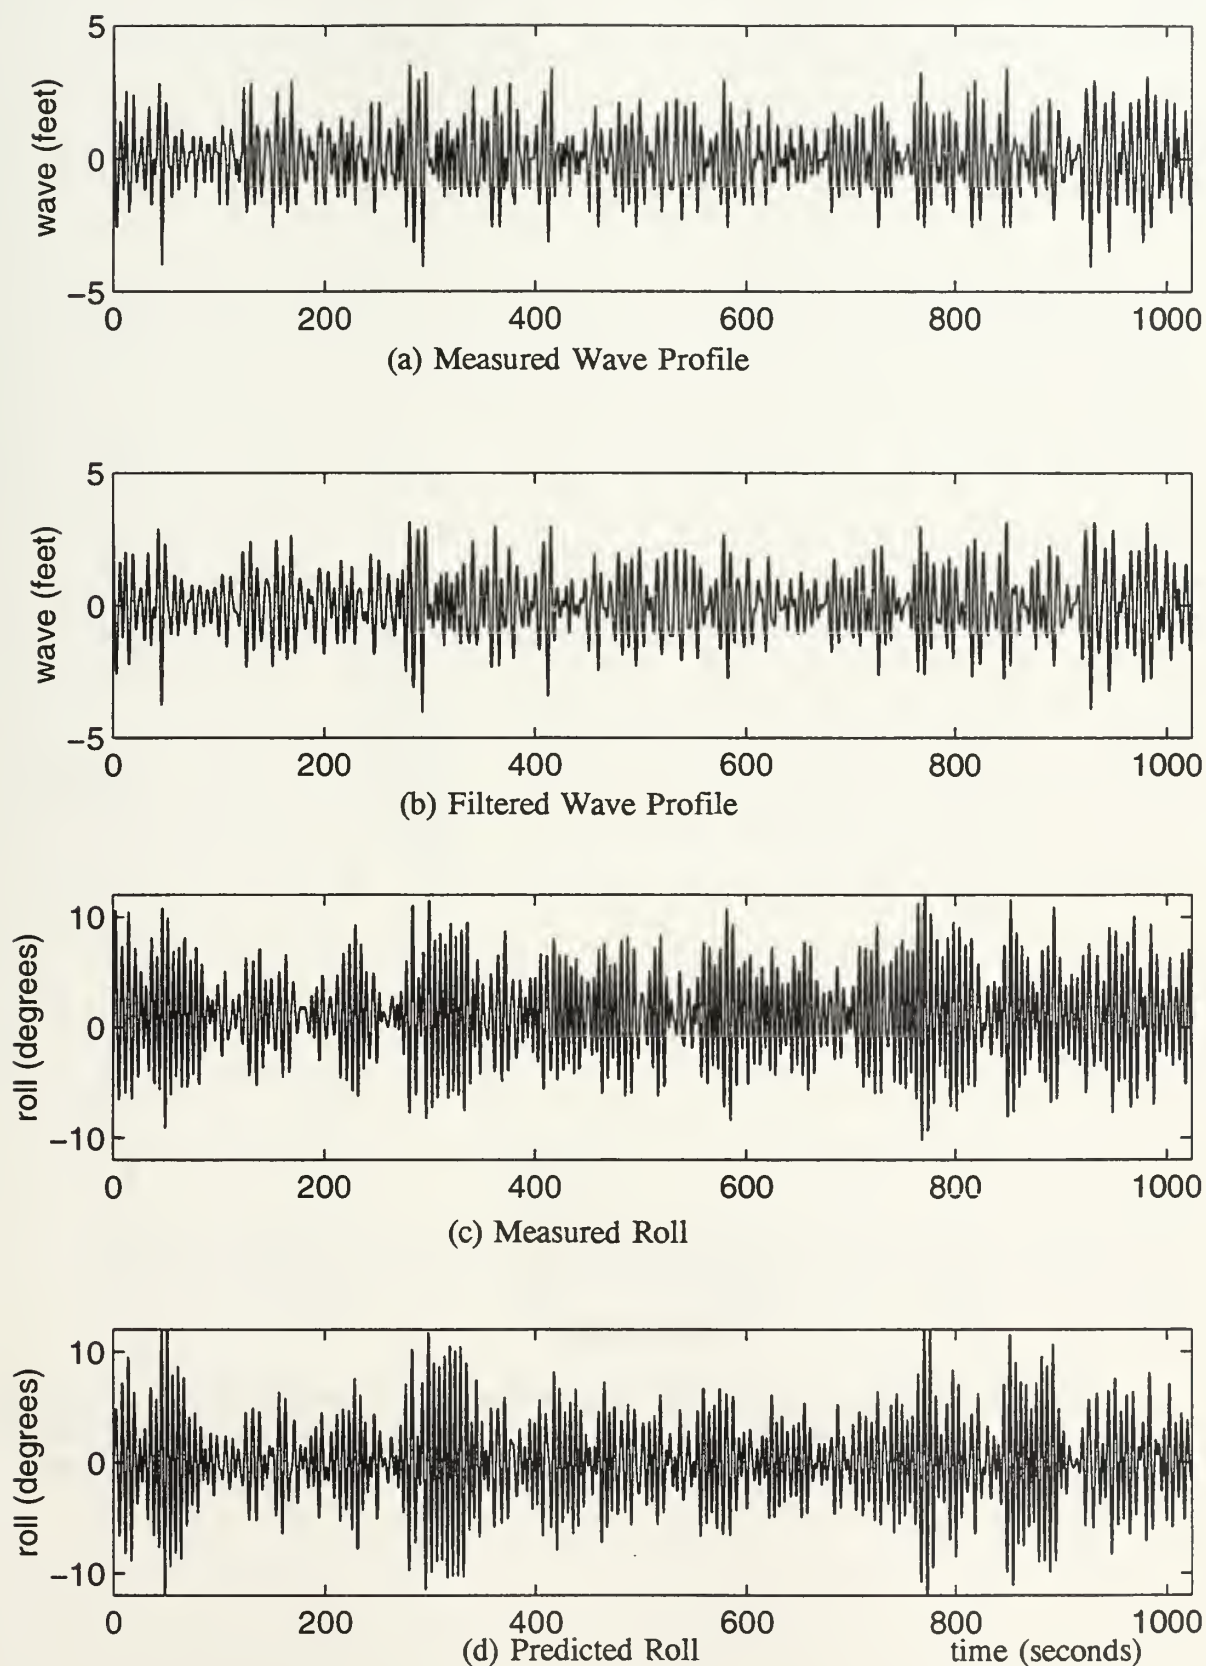 5
0
−5
wave (feet)
0 200 400 600 800 1000
(a) Measured Wave Profile
5
0
−5
wave (feet)
0 200 400 600 800 1000
(b) Filtered Wave Profile
10
0
−10
roll (degrees)
0 200 400 600 800 1000
(c) Measured Roll
10
0
−10
roll (degrees)
0 200 400 600 800 1000
(d) Predicted Roll time (seconds)